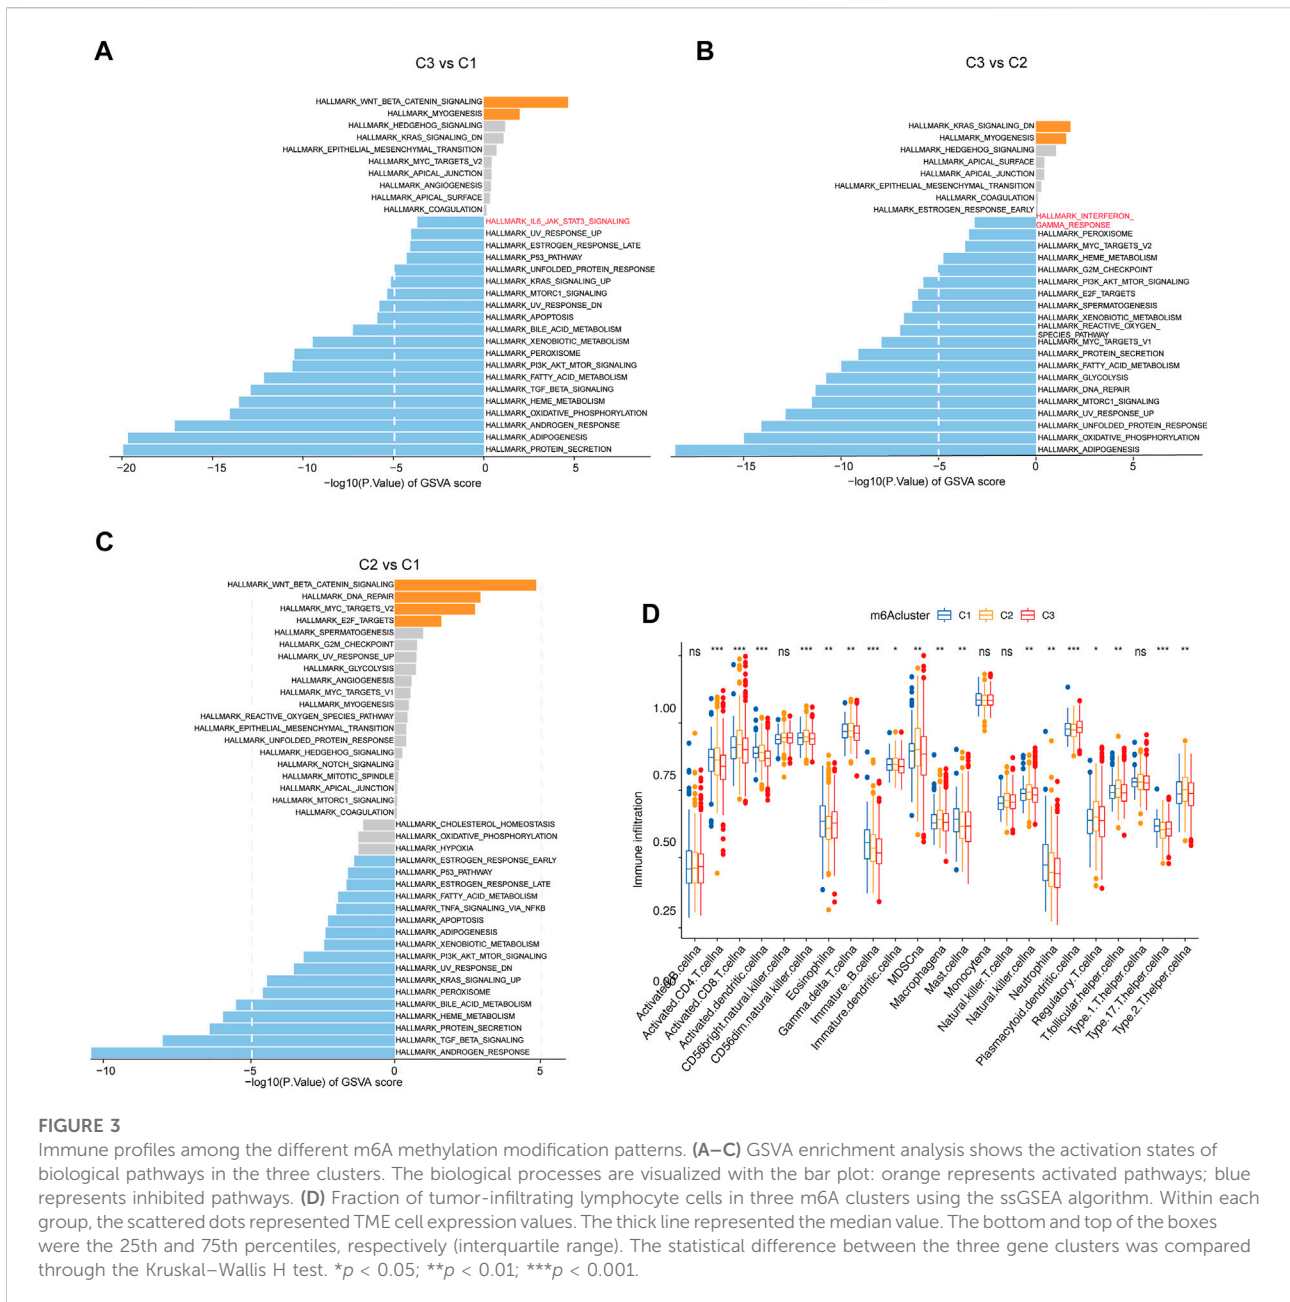 A
C3 vs C1
HALLMARK_WNT_BETA_CATENIN_SIGNALING
HALLMARK_MYOGENESIS
HALLMARK_HEDGEHOG_SIGNALING
HALLMARK_KRAS_SIGNALING_DN
HALLMARK_EPITHELIAL_MESENCHYMAL_TRANSITION
HALLMARK_MYC_TARGETS_V2
HALLMARK_APICAL_JUNCTION
HALLMARK_ANGIOGENESIS
HALLMARK_APICAL_SURFACE
HALLMARK_COAGULATION
HALLMARK_IL6_JAK_STAT3_SIGNALING
HALLMARK_UV_RESPONSE_UP
HALLMARK_ESTROGEN_RESPONSE_LATE
HALLMARK_P53_PATHWAY
HALLMARK_UNFOLDED_PROTEIN_RESPONSE
HALLMARK_KRAS_SIGNALING_UP
HALLMARK_MTORC1_SIGNALING
HALLMARK_UV_RESPONSE_DN
HALLMARK_APOPTOSIS
HALLMARK_BILE_ACID_METABOLISM
HALLMARK_XENOBIOTIC_METABOLISM
HALLMARK_PEROXISOME
HALLMARK_PI3K_AKT_MTOR_SIGNALING
HALLMARK_FATTY_ACID_METABOLISM
HALLMARK_TGF_BETA_SIGNALING
HALLMARK_HEME_METABOLISM
HALLMARK_OXIDATIVE_PHOSPHORYLATION
HALLMARK_ANDROGEN_RESPONSE
HALLMARK_ADIPOGENESIS
HALLMARK_PROTEIN_SECRETION
−20 −15 −10 −5 0 5
−log10(P.Value) of GSVA score
B
C3 vs C2
HALLMARK_KRAS_SIGNALING_DN
HALLMARK_MYOGENESIS
HALLMARK_HEDGEHOG_SIGNALING
HALLMARK_APICAL_SURFACE
HALLMARK_APICAL_JUNCTION
HALLMARK_EPITHELIAL_MESENCHYMAL_TRANSITION
HALLMARK_COAGULATION
HALLMARK_ESTROGEN_RESPONSE_EARLY
HALLMARK_INTERFERON_
GAMMA_RESPONSE
HALLMARK_PEROXISOME
HALLMARK_MYC_TARGETS_V2
HALLMARK_HEME_METABOLISM
HALLMARK_G2M_CHECKPOINT
HALLMARK_PI3K_AKT_MTOR_SIGNALING
HALLMARK_E2F_TARGETS
HALLMARK_SPERMATOGENESIS
HALLMARK_XENOBIOTIC_METABOLISM
HALLMARK_REACTIVE_OXYGEN_
SPECIES_PATHWAY
HALLMARK_MYC_TARGETS_V1
HALLMARK_PROTEIN_SECRETION
HALLMARK_FATTY_ACID_METABOLISM
HALLMARK_GLYCOLYSIS
HALLMARK_DNA_REPAIR
HALLMARK_MTORC1_SIGNALING
HALLMARK_UV_RESPONSE_UP
HALLMARK_UNFOLDED_PROTEIN_RESPONSE
HALLMARK_OXIDATIVE_PHOSPHORYLATION
HALLMARK_ADIPOGENESIS
−15 −10 −5 0 5
−log10(P.Value) of GSVA score
C
C2 vs C1
HALLMARK_WNT_BETA_CATENIN_SIGNALING
HALLMARK_DNA_REPAIR
HALLMARK_MYC_TARGETS_V2
HALLMARK_E2F_TARGETS
HALLMARK_SPERMATOGENESIS
HALLMARK_G2M_CHECKPOINT
HALLMARK_UV_RESPONSE_UP
HALLMARK_GLYCOLYSIS
HALLMARK_ANGIOGENESIS
HALLMARK_MYC_TARGETS_V1
HALLMARK_MYOGENESIS
HALLMARK_REACTIVE_OXYGEN_SPECIES_PATHWAY
HALLMARK_EPITHELIAL_MESENCHYMAL_TRANSITION
HALLMARK_UNFOLDED_PROTEIN_RESPONSE
HALLMARK_HEDGEHOG_SIGNALING
HALLMARK_NOTCH_SIGNALING
HALLMARK_MITOTIC_SPINDLE
HALLMARK_APICAL_JUNCTION
HALLMARK_MTORC1_SIGNALING
HALLMARK_COAGULATION
HALLMARK_CHOLESTEROL_HOMEOSTASIS
HALLMARK_OXIDATIVE_PHOSPHORYLATION
HALLMARK_HYPOXIA
HALLMARK_ESTROGEN_RESPONSE_EARLY
HALLMARK_P53_PATHWAY
HALLMARK_ESTROGEN_RESPONSE_LATE
HALLMARK_FATTY_ACID_METABOLISM
HALLMARK_TNFA_SIGNALING_VIA_NFKB
HALLMARK_APOPTOSIS
HALLMARK_ADIPOGENESIS
HALLMARK_XENOBIOTIC_METABOLISM
HALLMARK_PI3K_AKT_MTOR_SIGNALING
HALLMARK_UV_RESPONSE_DN
HALLMARK_KRAS_SIGNALING_UP
HALLMARK_PEROXISOME
HALLMARK_BILE_ACID_METABOLISM
HALLMARK_HEME_METABOLISM
HALLMARK_PROTEIN_SECRETION
HALLMARK_TGF_BETA_SIGNALING
HALLMARK_ANDROGEN_RESPONSE
−10 −5 0 5
−log10(P.Value) of GSVA score
D
m6Acluster C1 C2 C3
ns *** *** *** ns *** ** ** *** * ** ** ** ns ns ** ** *** * ** ns *** **
Immune infiltration
1.00
0.75
0.50
0.25
Activated.CD4.T.cellna
Activated.CD8.T.cellna
Activated.dendritic.cellna
CD56bright.natural.killer.cellna
CD56dim.natural.killer.cellna
Eosinophilna
Gamma.delta.T.cellna
Immature..B.cellna
Immature.dendritic.cellna
MDSCna
Macrophagena
Mast.cellna
Monocytena
Natural.killer.T.cellna
Natural.killer.cellna
Neutrophilna
Plasmacytoid.dendritic.cellna
Regulatory.T.cellna
T.follicular.helper.cellna
Type.1.T.helper.cellna
Type.17.T.helper.cellna
Type.2.T.helper.cellna
FIGURE 3
Immune profiles among the different m6A methylation modification patterns. (A–C) GSVA enrichment analysis shows the activation states of
biological pathways in the three clusters. The biological processes are visualized with the bar plot: orange represents activated pathways; blue
represents inhibited pathways. (D) Fraction of tumor-infiltrating lymphocyte cells in three m6A clusters using the ssGSEA algorithm. Within each
group, the scattered dots represented TME cell expression values. The thick line represented the median value. The bottom and top of the boxes
were the 25th and 75th percentiles, respectively (interquartile range). The statistical difference between the three gene clusters was compared
through the Kruskal–Wallis H test. *p < 0.05; **p < 0.01; ***p < 0.001.